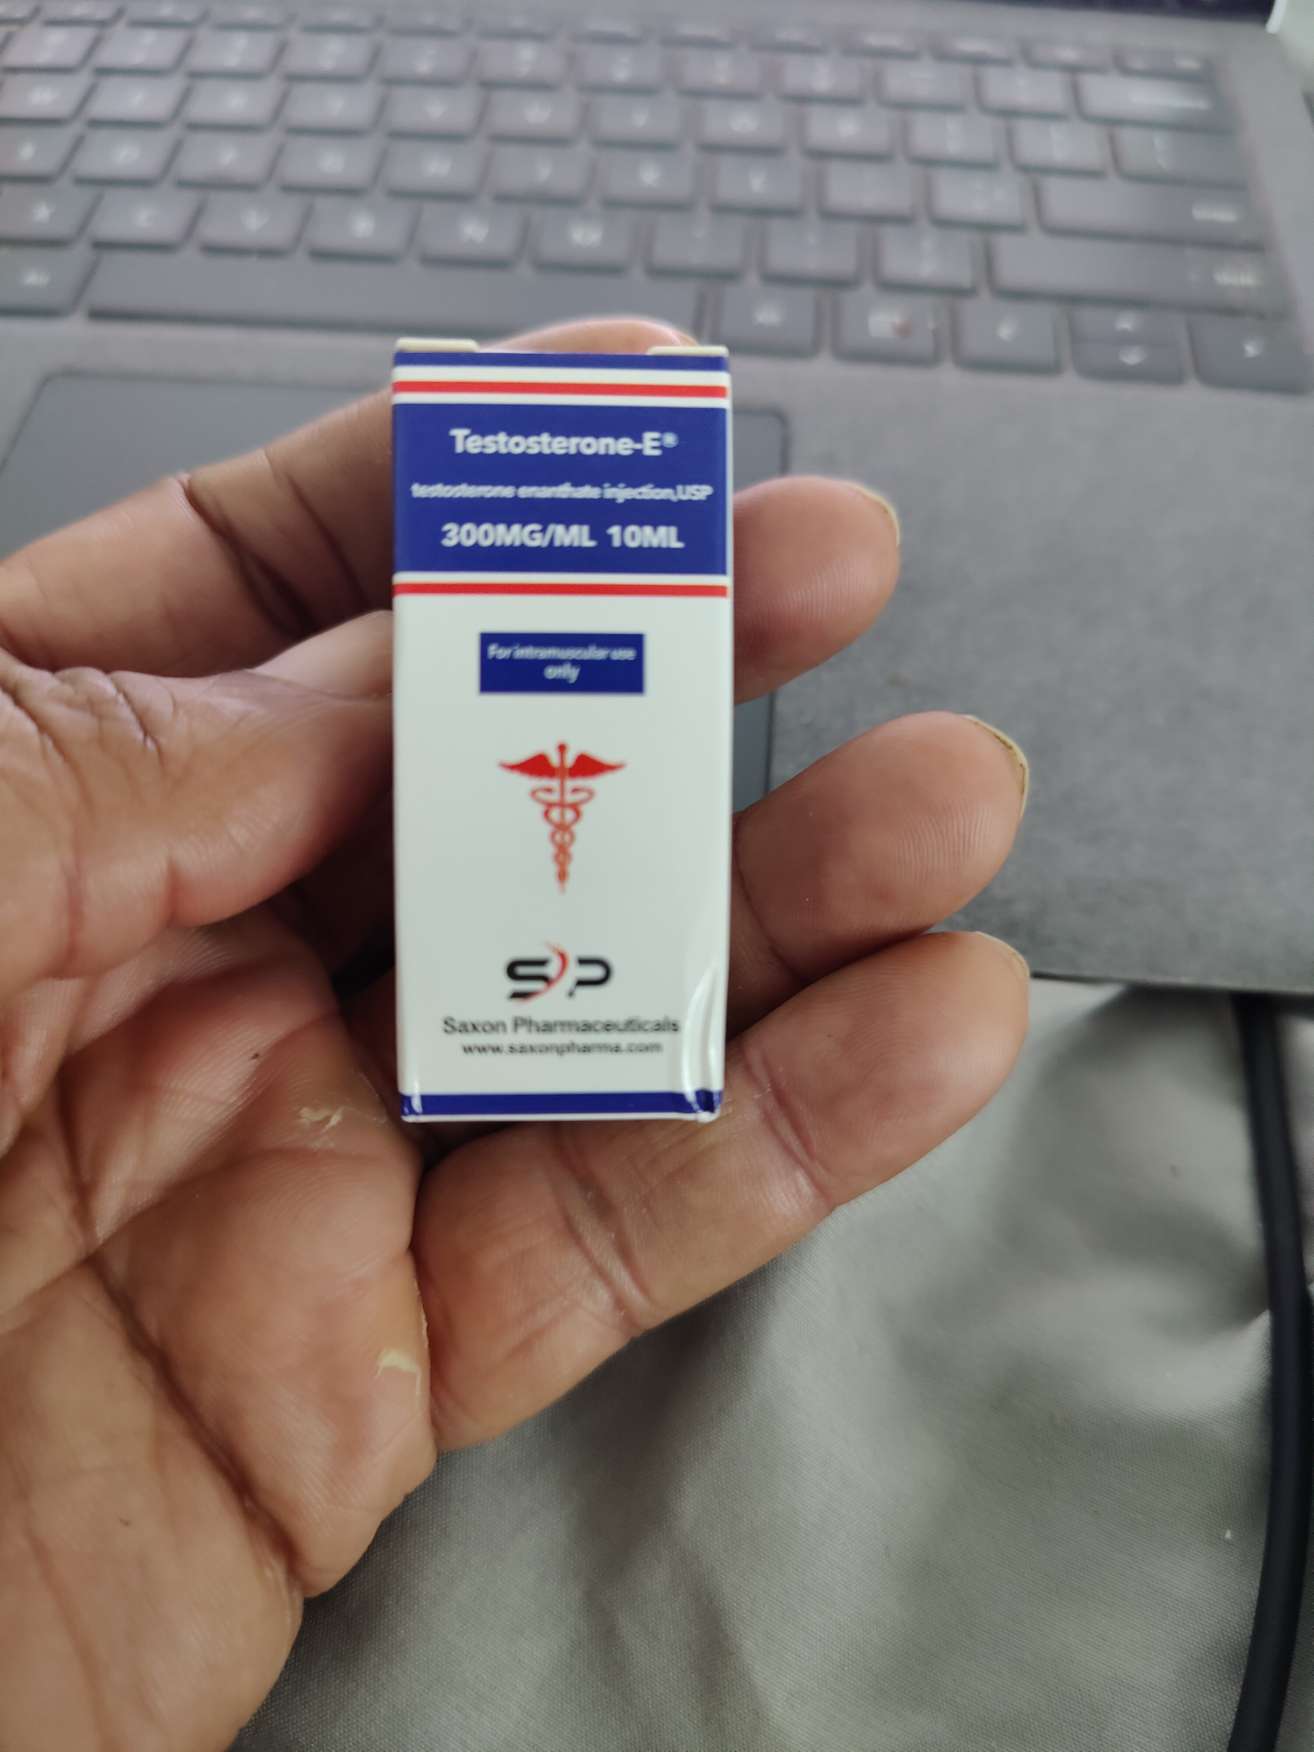 Testosterone-E®
testosterone enanthate injection,USP
300MG/ML 10ML
For intramuscular use
only
SP
Saxon Pharmaceuticals
www.saxonpharma.com